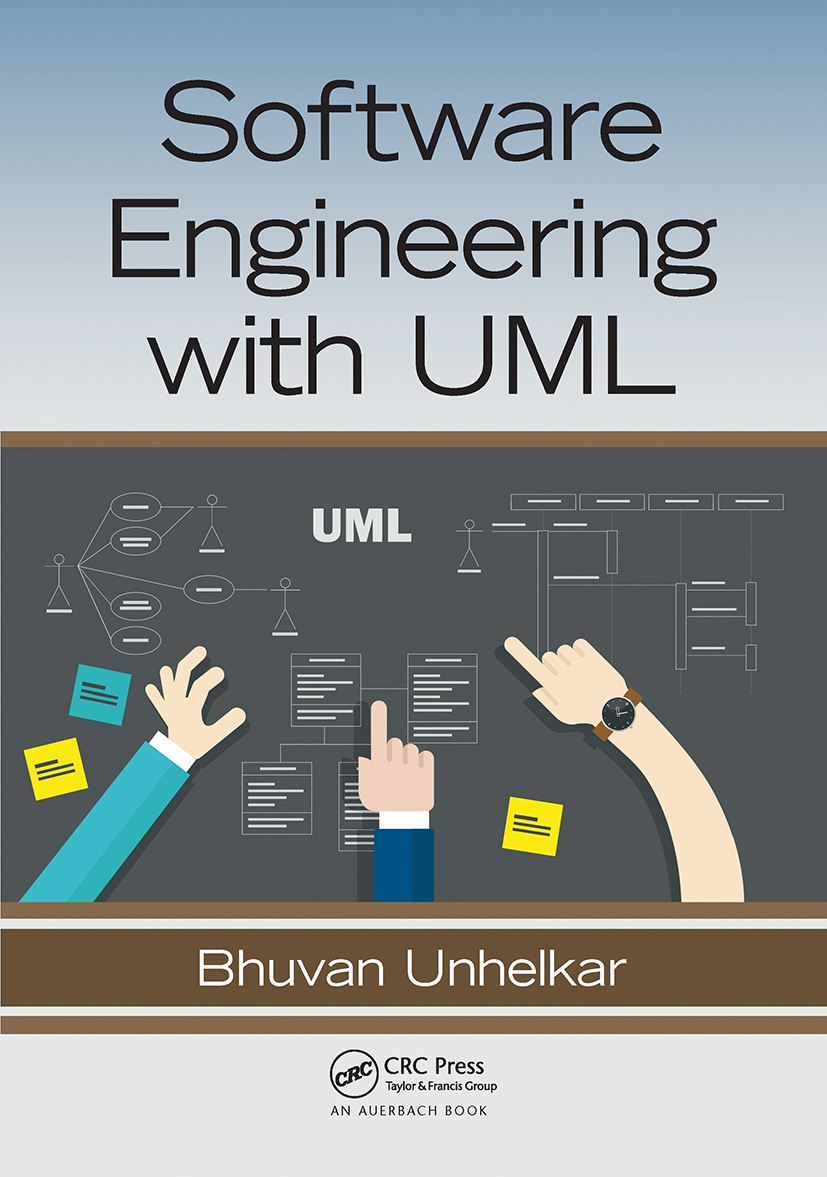 Software
Engineering
with UML
UML
Bhuvan Unhelkar
CRC
CRC Press
Taylor & Francis Group
AN AUERBACH BOOK